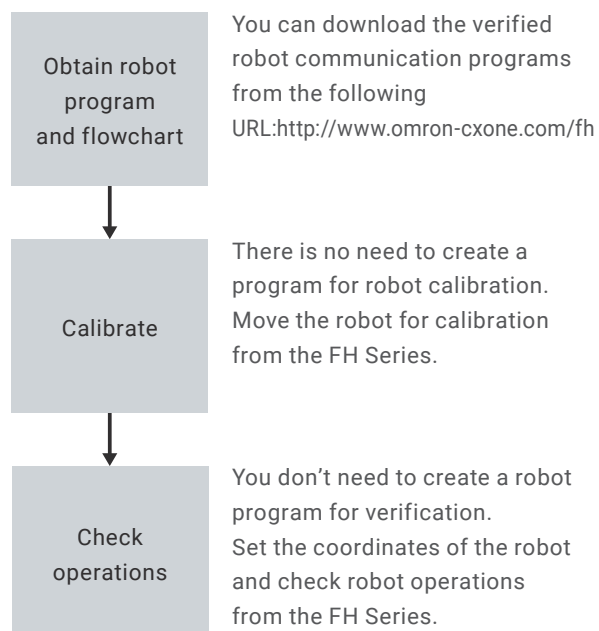 Obtain robot
program
and flowchart
You can download the verified
robot communication programs
from the following
URL:http://www.omron-cxone.com/fh
Calibrate
There is no need to create a
program for robot calibration.
Move the robot for calibration
from the FH Series.
Check
operations
You don’t need to create a robot
program for verification.
Set the coordinates of the robot
and check robot operations
from the FH Series.